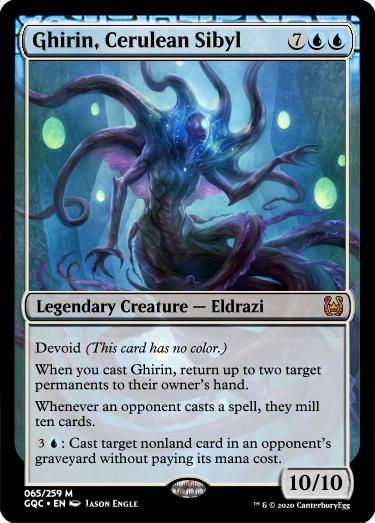 Ghirin, Cerulean Sibyl 7
Legendary Creature — Eldrazi
Devoid (This card has no color.)
When you cast Ghirin, return up to two target
permanents to their owner's hand.
Whenever an opponent casts a spell, they mill
ten cards.
3 : Cast target nonland card in an opponent's
graveyard without paying its mana cost.
10/10
065/259 M
GQC • EN JASON ENGLE
™ & © 2020 CanterburyEgg